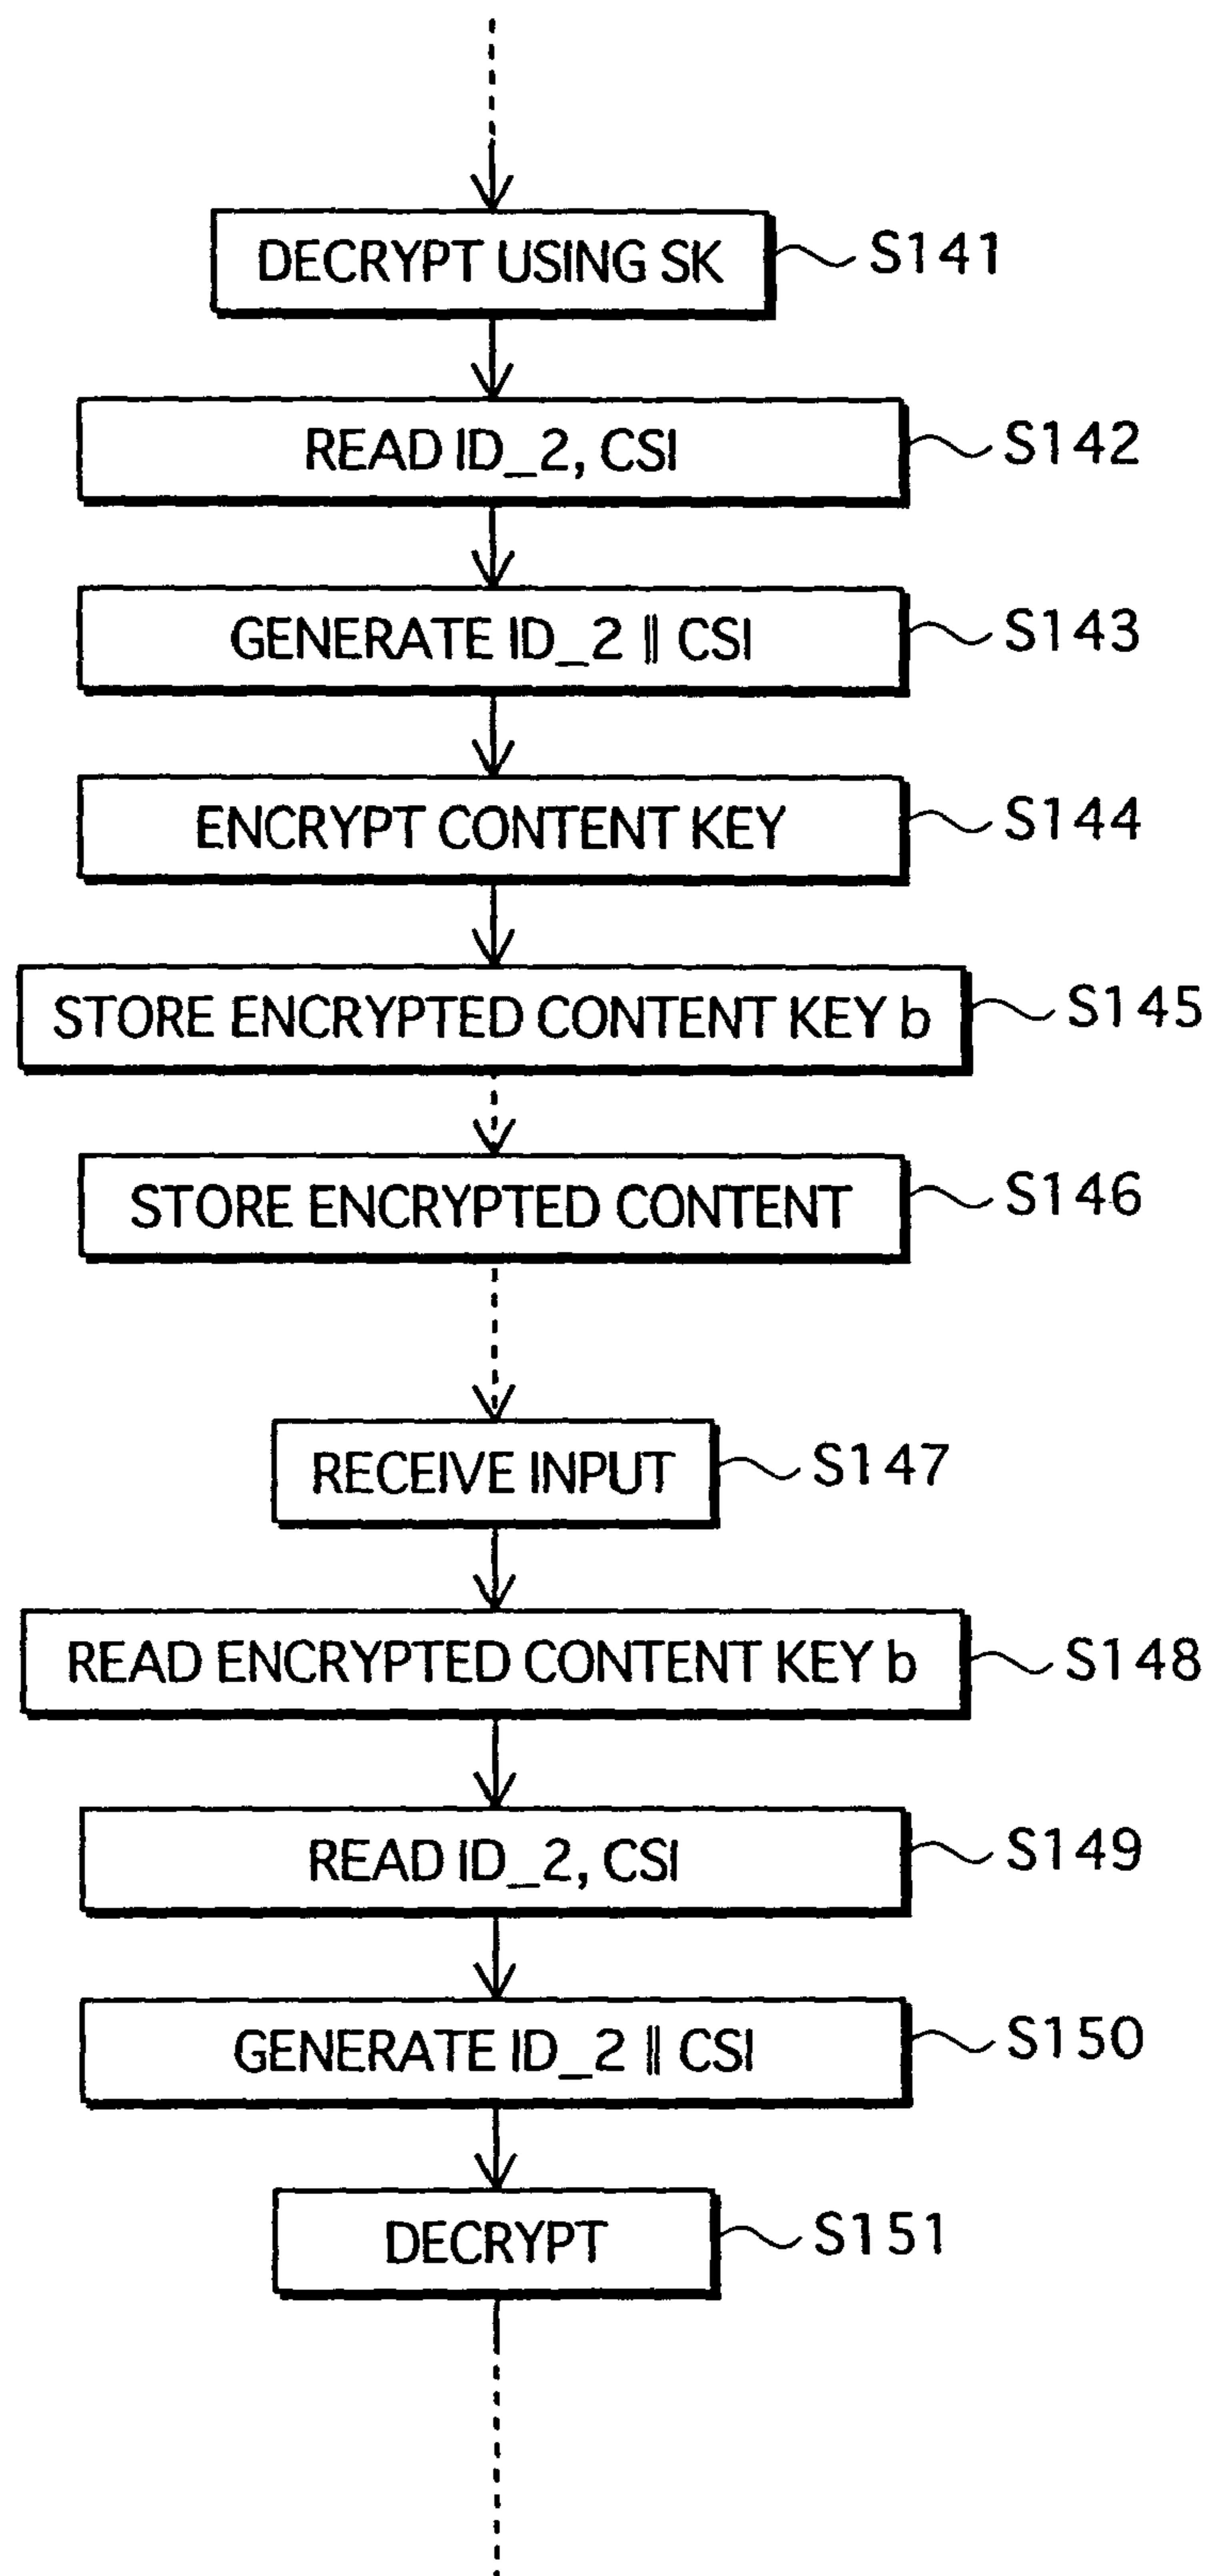 DECRYPT USING SK S141
READ ID_2, CSI S142
GENERATE ID_2 || CSI S143
ENCRYPT CONTENT KEY S144
STORE ENCRYPTED CONTENT KEY b S145
STORE ENCRYPTED CONTENT S146
RECEIVE INPUT S147
READ ENCRYPTED CONTENT KEY b S148
READ ID_2, CSI S149
GENERATE ID_2 || CSI S150
DECRYPT S151